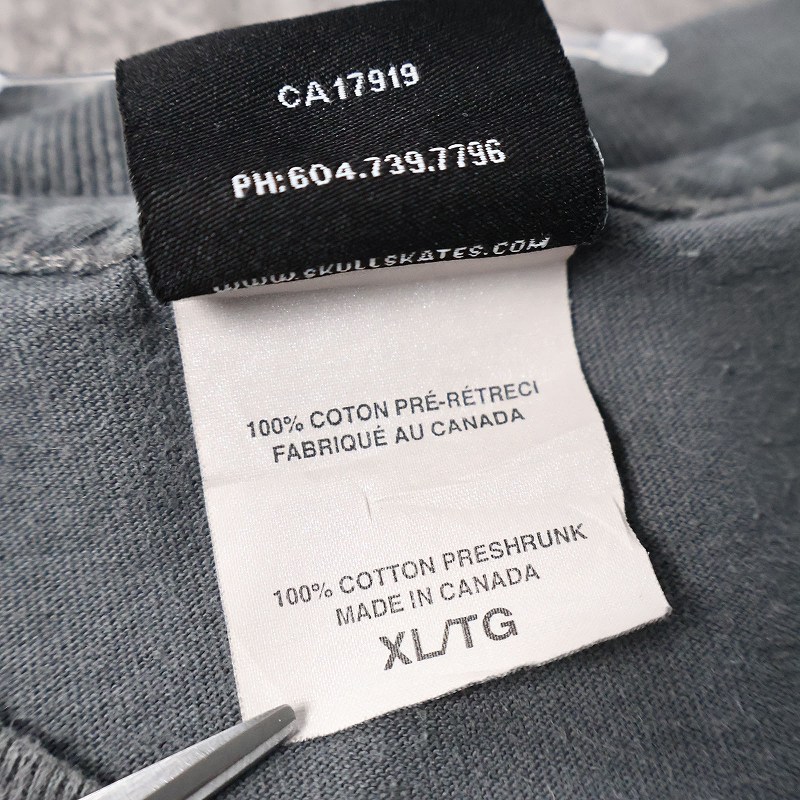 CA17919
PH:604.739.7796
WWW.SKULLSKATES.COM
100% COTON PRÉ-RÉTRECI
FABRIQUÉ AU CANADA
100% COTTON PRESHRUNK
MADE IN CANADA
XL/TG